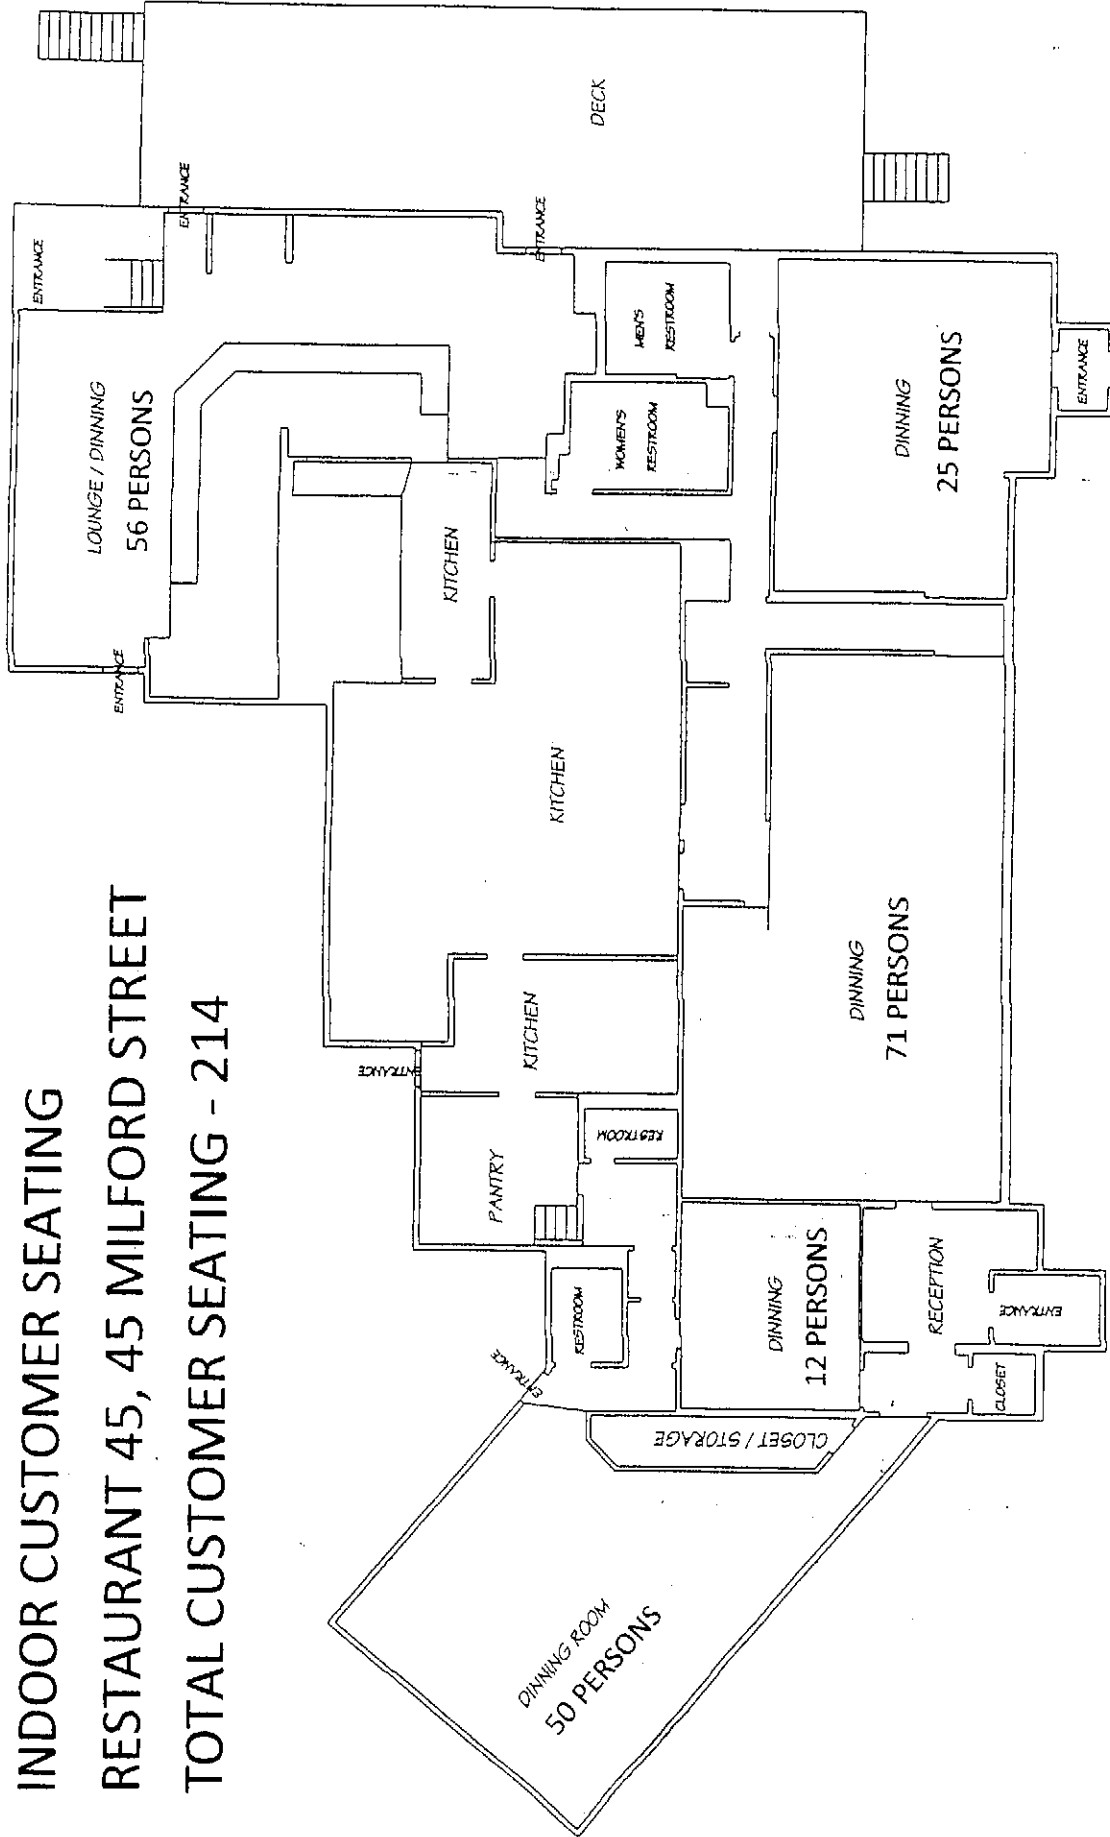 INDOOR CUSTOMER SEATING
RESTAURANT 45, 45 MILFORD STREET
TOTAL CUSTOMER SEATING - 214
ENTRANCE
ENTRANCE
LOUNGE / DINNING
56 PERSONS
ENTRANCE
DECK
ENTRANCE
KITCHEN
WOMEN'S
RESTROOM
MEN'S
RESTROOM
KITCHEN
ENTRANCE
KITCHEN
PANTRY
RESTROOM
RESTROOM
ENTRANCE
CLOSET / STORAGE
DINNING ROOM
50 PERSONS
DINNING
12 PERSONS
DINNING
71 PERSONS
DINNING
25 PERSONS
RECEPTION
CLOSET
ENTRANCE
ENTRANCE